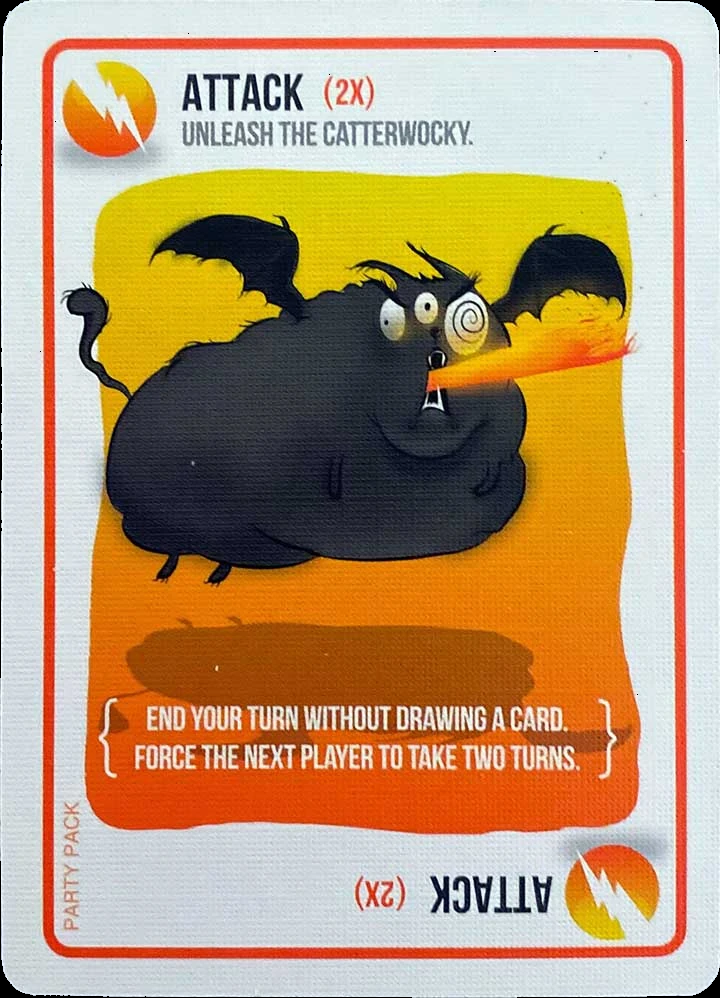 ATTACK (2X)
UNLEASH THE CATTERWOCKY.
END YOUR TURN WITHOUT DRAWING A CARD.
FORCE THE NEXT PLAYER TO TAKE TWO TURNS.
PARTY PACK
ATTACK (2X)